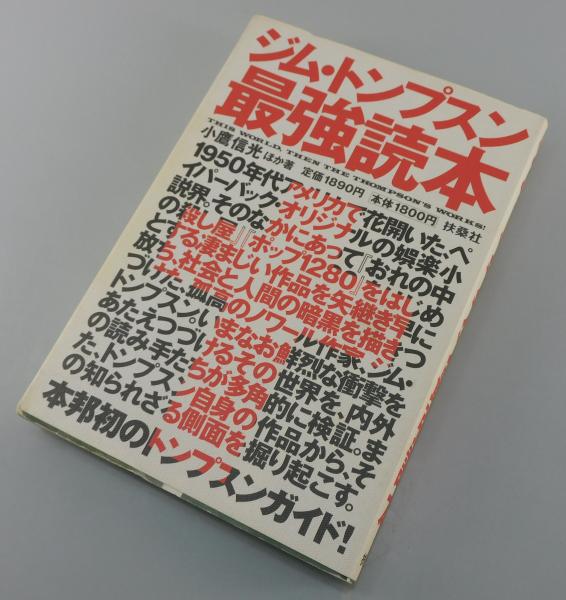 ジム・トンプスン
最強読本
THIS WORLD, THEN THE THOMPSON'S WORKS!
小鷹信光ほか著 定価1890円 本体1800円 扶桑社
1950年代アメリカで花開いた、ペ
イパーバック・オリジナルの娯楽小
説界。そのなかにあって『おれの中
の殺し屋』『ポップ1280』をはじめ
とする凄まじい作品を矢継ぎ早に
放ち、社会と人間の暗黒を描きつ
づけた、孤高のノワール作家、ジム・
トンプスン。いまなお鮮烈な衝撃を
あたえつづけるその世界を、内外
の読み手たちが多角的に検証。ま
た、トンプスン自身の作品から、そ
の知られざる側面を掘り起こす。
本邦初のトンプスンガイド!